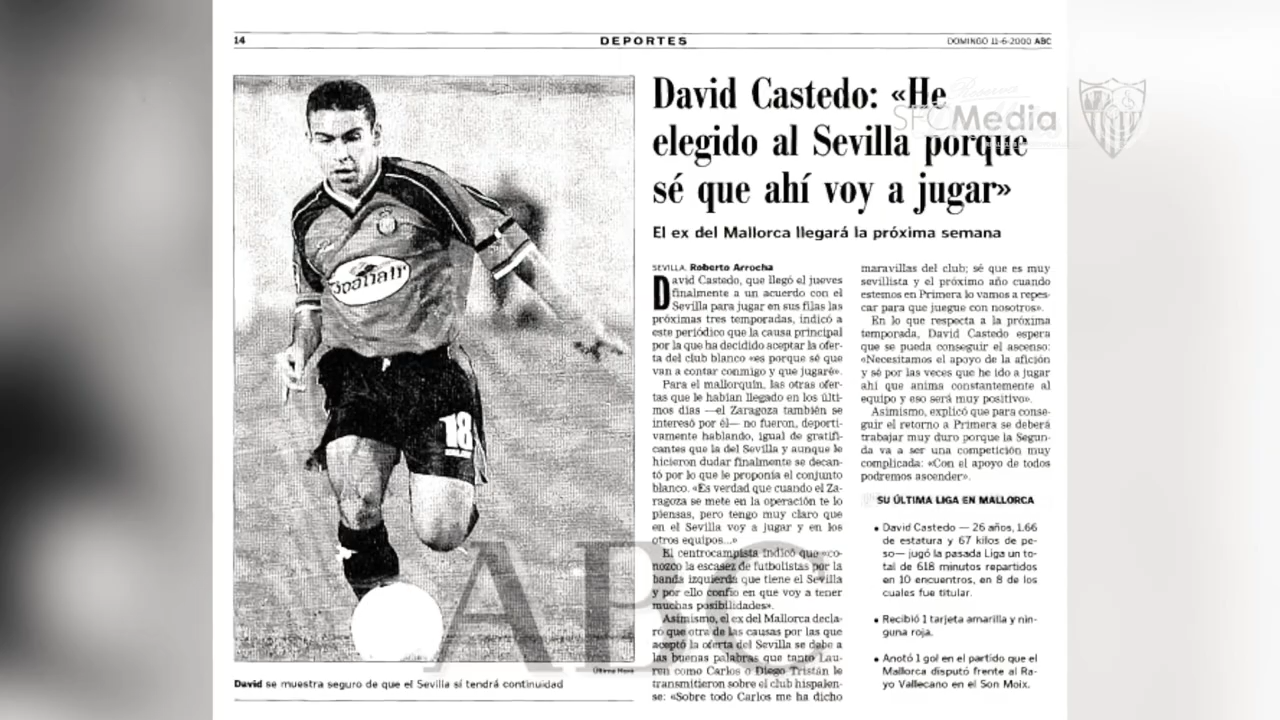 14
DEPORTES
DOMINGO 11-6-2000 ABC
David Castedo: «He
elegido al Sevilla porque
sé que ahí voy a jugar»
SFCMedia
El ex del Mallorca llegará la próxima semana
SEVILLA. Roberto Arrocha
David Castedo, que llegó el jueves
finalmente a un acuerdo con el
Sevilla para jugar en sus filas las
próximas tres temporadas, indicó a
este periódico que la causa principal
por la que ha decidido aceptar la ofer-
ta del club blanco «es porque sé que
van a contar conmigo y que jugaré».
Para el mallorquín, las otras ofer-
tas que le habían llegado en los últi-
mos días —el Zaragoza también se
interesó por él— no fueron, deporti-
vamente hablando, igual de gratifi-
cantes que la del Sevilla y aunque le
hicieron dudar finalmente se decan-
tó por lo que le proponía el conjunto
blanco. «Es verdad que cuando el Za-
ragoza se mete en la operación te lo
piensas, pero tengo muy claro que
en el Sevilla voy a jugar y en los
otros equipos...»
El centrocampista indicó que «co-
nozco la escasez de futbolistas por la
banda izquierda que tiene el Sevilla
y por ello confío en que voy a tener
muchas posibilidades».
Asimismo, el ex del Mallorca decla-
ró que otra de las causas por las que
aceptó la oferta del Sevilla se debe a
las buenas palabras que tanto Lau-
ren como Carlos o Diego Tristán le
transmitieron sobre el club hispalen-
se: «Sobre todo Carlos me ha dicho
maravillas del club; sé que es muy
sevillista y el próximo año cuando
estemos en Primera lo vamos a repes-
car para que juegue con nosotros».
En lo que respecta a la próxima
temporada, David Castedo espera
que se pueda conseguir el ascenso:
«Necesitamos el apoyo de la afición
y sé por las veces que he ido a jugar
ahí que anima constantemente al
equipo y eso será muy positivo».
Asimismo, explicó que para conse-
guir el retorno a Primera se deberá
trabajar muy duro porque la Segun-
da va a ser una competición muy
complicada: «Con el apoyo de todos
podremos ascender».
SU ÚLTIMA LIGA EN MALLORCA
• David Castedo — 26 años, 1,66
de estatura y 67 kilos de pe-
so— jugó la pasada Liga un to-
tal de 618 minutos repartidos
en 10 encuentros, en 8 de los
cuales fue titular.
• Recibió 1 tarjeta amarilla y nin-
guna roja.
• Anotó 1 gol en el partido que el
Mallorca disputó frente al Ra-
yo Vallecano en el Son Moix.
spanair
18
Última Hora
David se muestra seguro de que el Sevilla sí tendrá continuidad
ABC